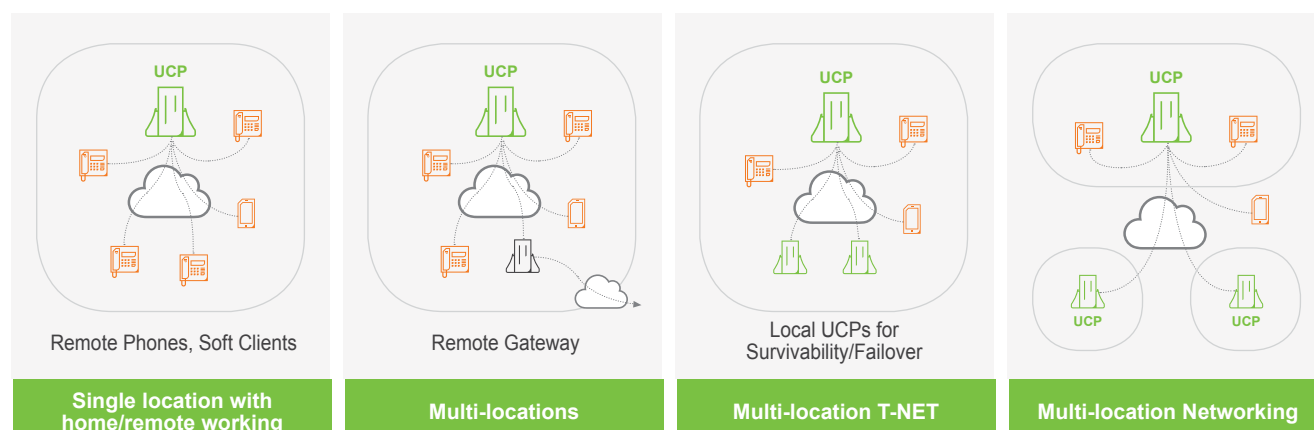 UCP
Remote Phones, Soft Clients
Single location with
home/remote working
UCP
Remote Gateway
Multi-locations
UCP
Local UCPs for
Survivability/Failover
Multi-location T-NET
UCP
UCP
UCP
Multi-location Networking